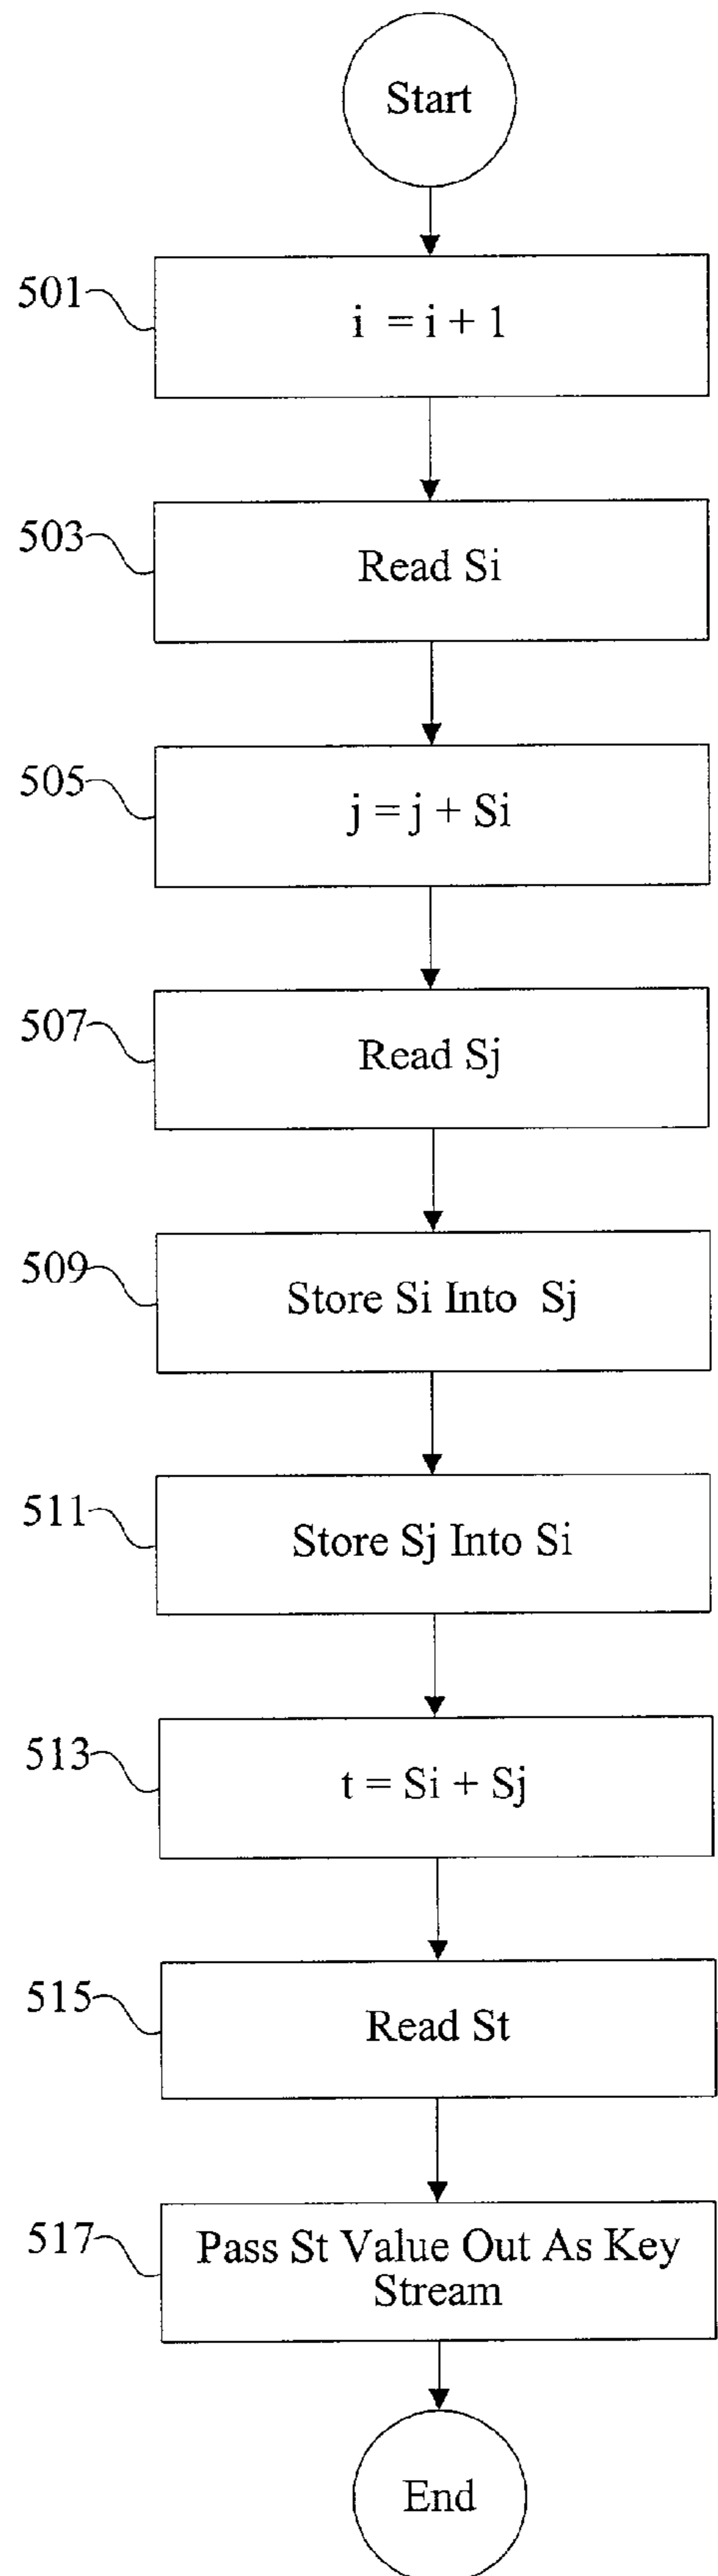 Start
501
i = i + 1
503
Read Si
505
j = j + Si
507
Read Sj
509
Store Si Into Sj
511
Store Sj Into Si
513
t = Si + Sj
515
Read St
517
Pass St Value Out As Key
Stream
End